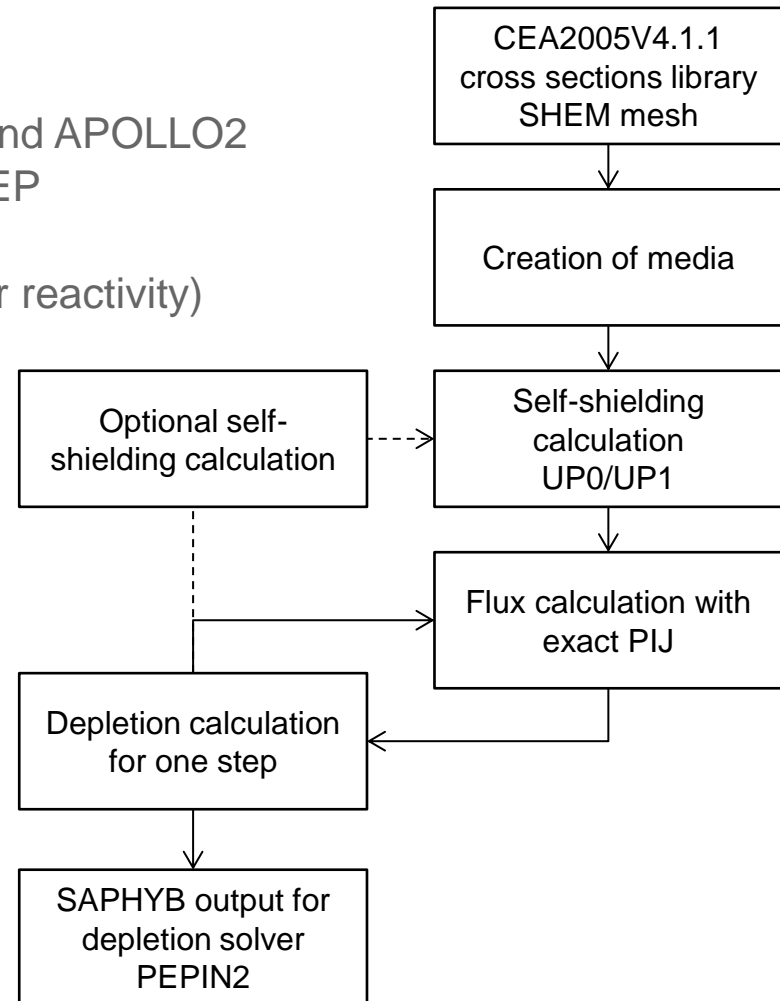 nd APOLLO2
EP
r reactivity)
CEA2005V4.1.1
cross sections library
SHEM mesh
Creation of media
Optional self-
shielding calculation
Self-shielding
calculation
UP0/UP1
Flux calculation with
exact PIJ
Depletion calculation
for one step
SAPHYB output for
depletion solver
PEPIN2